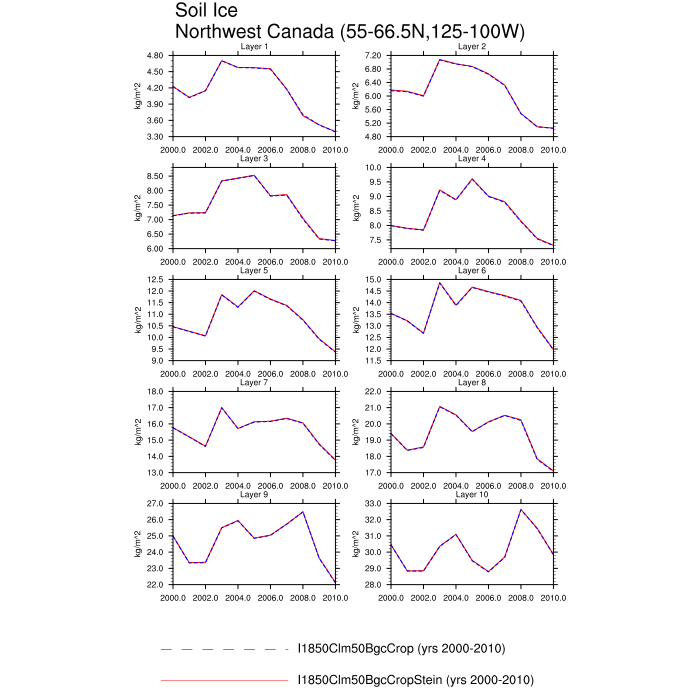 Soil Ice
Northwest Canada (55-66.5N,125-100W)
Layer 1
4.80
4.50
4.20
3.90
3.60
3.30
kg/m^2
2000.0 2002.0 2004.0 2006.0 2008.0 2010.0
Layer 2
7.20
6.80
6.40
6.00
5.60
5.20
4.80
kg/m^2
2000.0 2002.0 2004.0 2006.0 2008.0 2010.0
Layer 3
8.50
8.00
7.50
7.00
6.50
6.00
kg/m^2
2000.0 2002.0 2004.0 2006.0 2008.0 2010.0
Layer 4
10.0
9.5
9.0
8.5
8.0
7.5
kg/m^2
2000.0 2002.0 2004.0 2006.0 2008.0 2010.0
Layer 5
12.5
12.0
11.5
11.0
10.5
10.0
9.5
9.0
kg/m^2
2000.0 2002.0 2004.0 2006.0 2008.0 2010.0
Layer 6
15.0
14.5
14.0
13.5
13.0
12.5
12.0
11.5
kg/m^2
2000.0 2002.0 2004.0 2006.0 2008.0 2010.0
Layer 7
18.0
17.0
16.0
15.0
14.0
13.0
kg/m^2
2000.0 2002.0 2004.0 2006.0 2008.0 2010.0
Layer 8
22.0
21.0
20.0
19.0
18.0
17.0
kg/m^2
2000.0 2002.0 2004.0 2006.0 2008.0 2010.0
Layer 9
27.0
26.0
25.0
24.0
23.0
22.0
kg/m^2
2000.0 2002.0 2004.0 2006.0 2008.0 2010.0
Layer 10
33.0
32.0
31.0
30.0
29.0
28.0
kg/m^2
2000.0 2002.0 2004.0 2006.0 2008.0 2010.0
I1850Clm50BgcCrop (yrs 2000-2010)
I1850Clm50BgcCropStein (yrs 2000-2010)